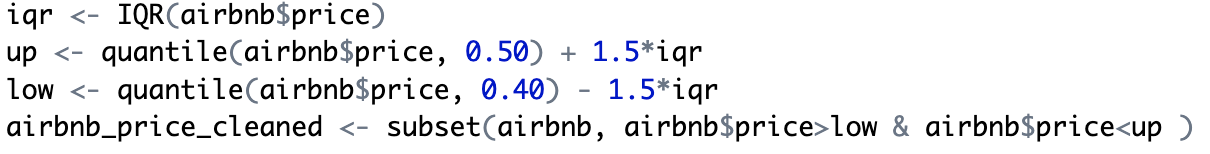 iqr <- IQR(airbnb$price)
up <- quantile(airbnb$price, 0.50) + 1.5*iqr
low <- quantile(airbnb$price, 0.40) - 1.5*iqr
airbnb_price_cleaned <- subset(airbnb, airbnb$price>low & airbnb$price<up )